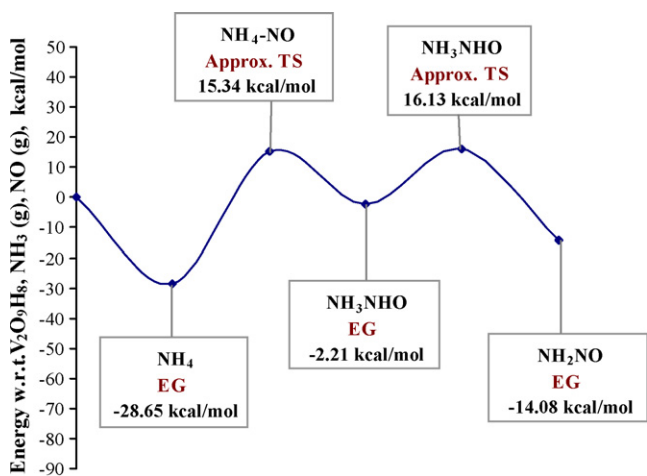 Energy w.r.t.V₂O₉H₈, NH₃ (g), NO (g), kcal/mol
50
40
30
20
10
0
-10
-20
-30
-40
-50
-60
-70
-80
-90
NH₄-NO
Approx. TS
15.34 kcal/mol
NH₃NHO
Approx. TS
16.13 kcal/mol
NH₄
EG
-28.65 kcal/mol
NH₃NHO
EG
-2.21 kcal/mol
NH₂NO
EG
-14.08 kcal/mol